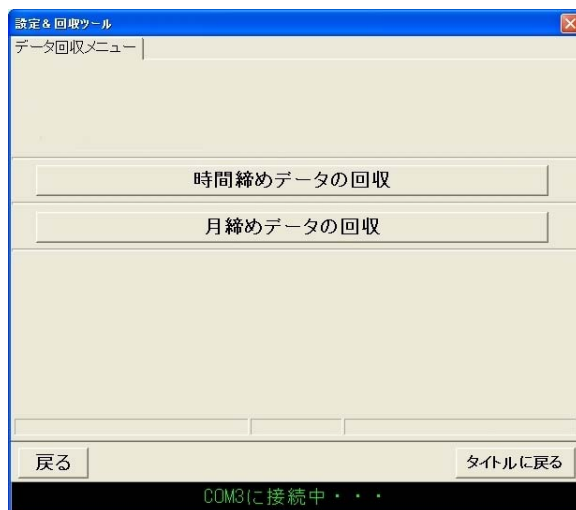 設定&回収ツール
データ回収メニュー
時間締めデータの回収
月締めデータの回収
戻る
タイトルに戻る
COM3に接続中・・・